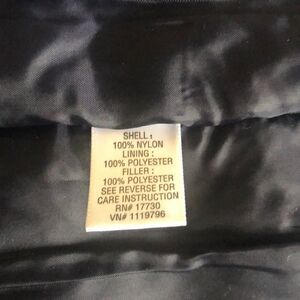 SHELL:
100% NYLON
LINING :
100% POLYESTER
FILLER :
100% POLYESTER
SEE REVERSE FOR
CARE INSTRUCTION
RN# 17730
VN# 1119796